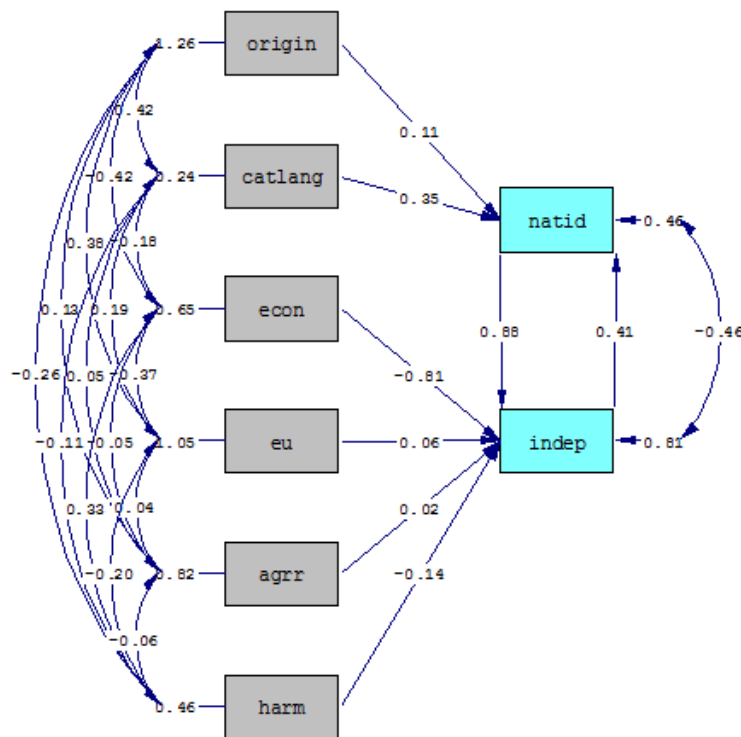 1.26 origin
0.42
0.11
-0.42 0.24 catlang
0.35
natid 0.46
0.38 -0.18
0.13 0.19 0.65 econ
0.88 0.41 -0.46
-0.26 0.05 -0.37
-0.81
-0.11 -0.05 1.05 eu 0.06 indep 0.81
0.33 0.04
0.02
-0.20 0.82 agrr
-0.14
-0.06
0.46 harm